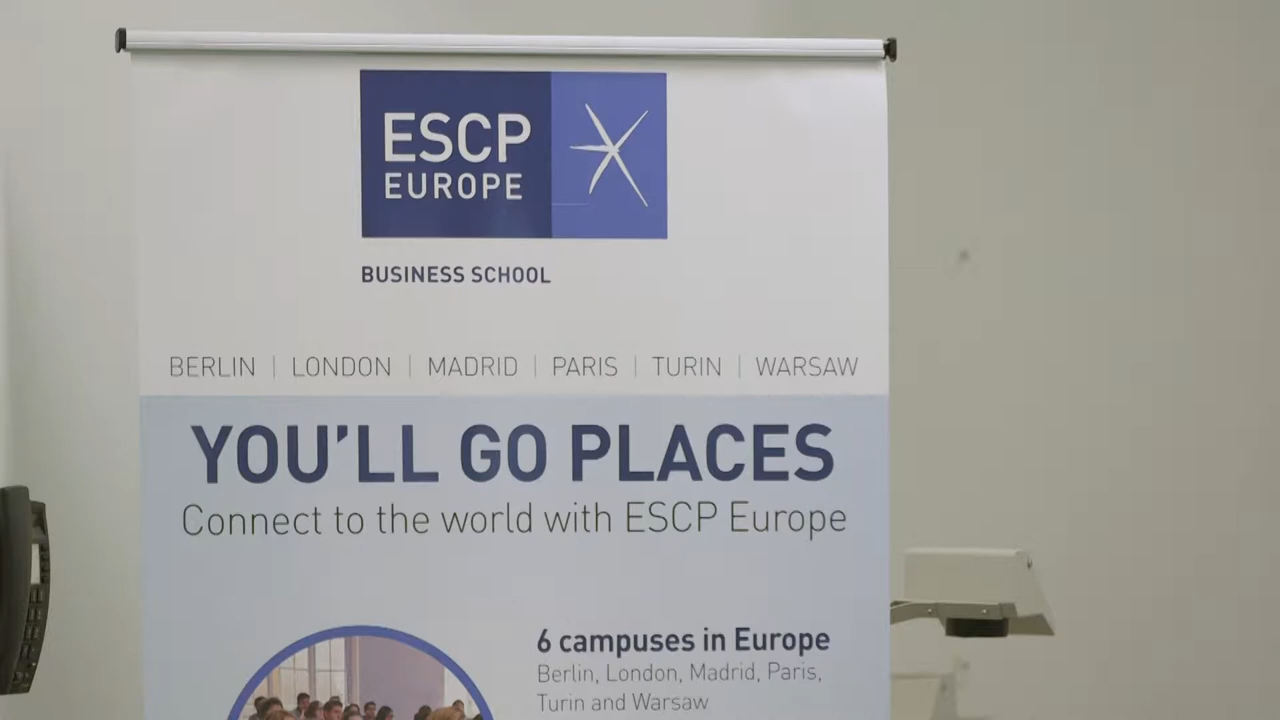 ESCP
EUROPE
BUSINESS SCHOOL
BERLIN | LONDON | MADRID | PARIS | TURIN | WARSAW
YOU'LL GO PLACES
Connect to the world with ESCP Europe
6 campuses in Europe
Berlin, London, Madrid, Paris,
Turin and Warsaw